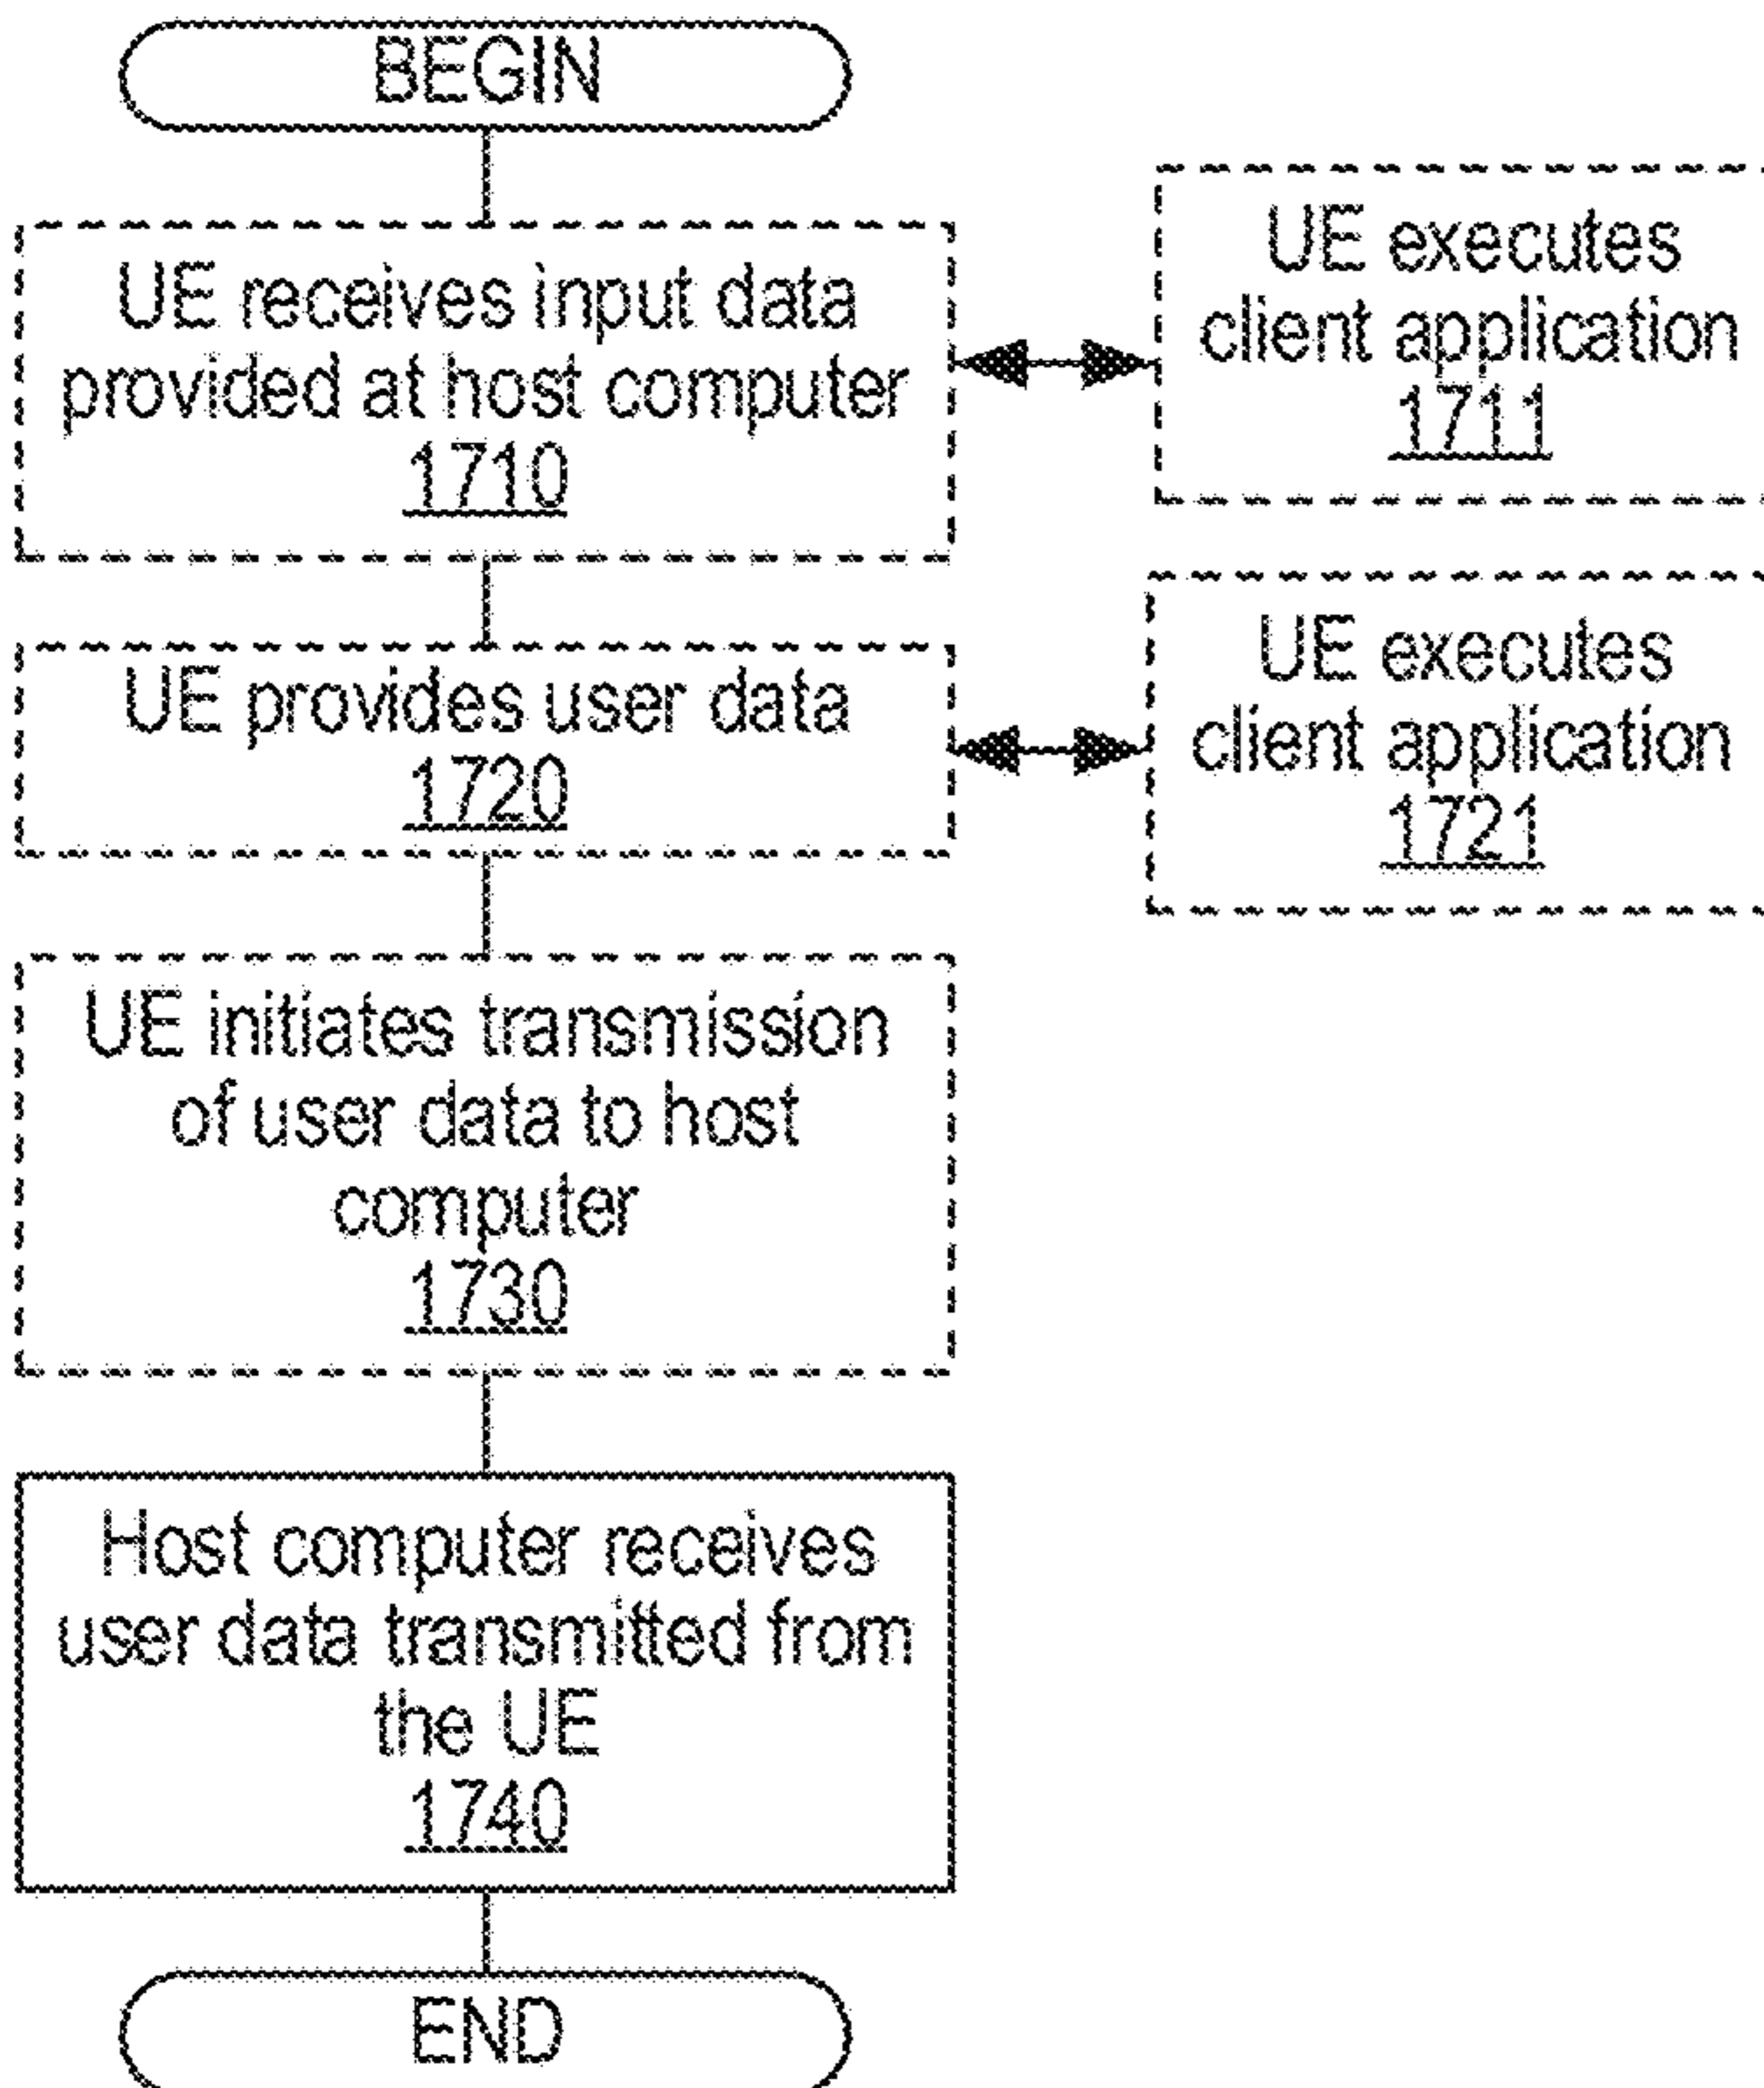 BEGIN
UE receives input data
provided at host computer
1710
UE executes
client application
1711
UE provides user data
1720
UE executes
client application
1721
UE initiates transmission
of user data to host
computer
1730
Host computer receives
user data transmitted from
the UE
1740
END